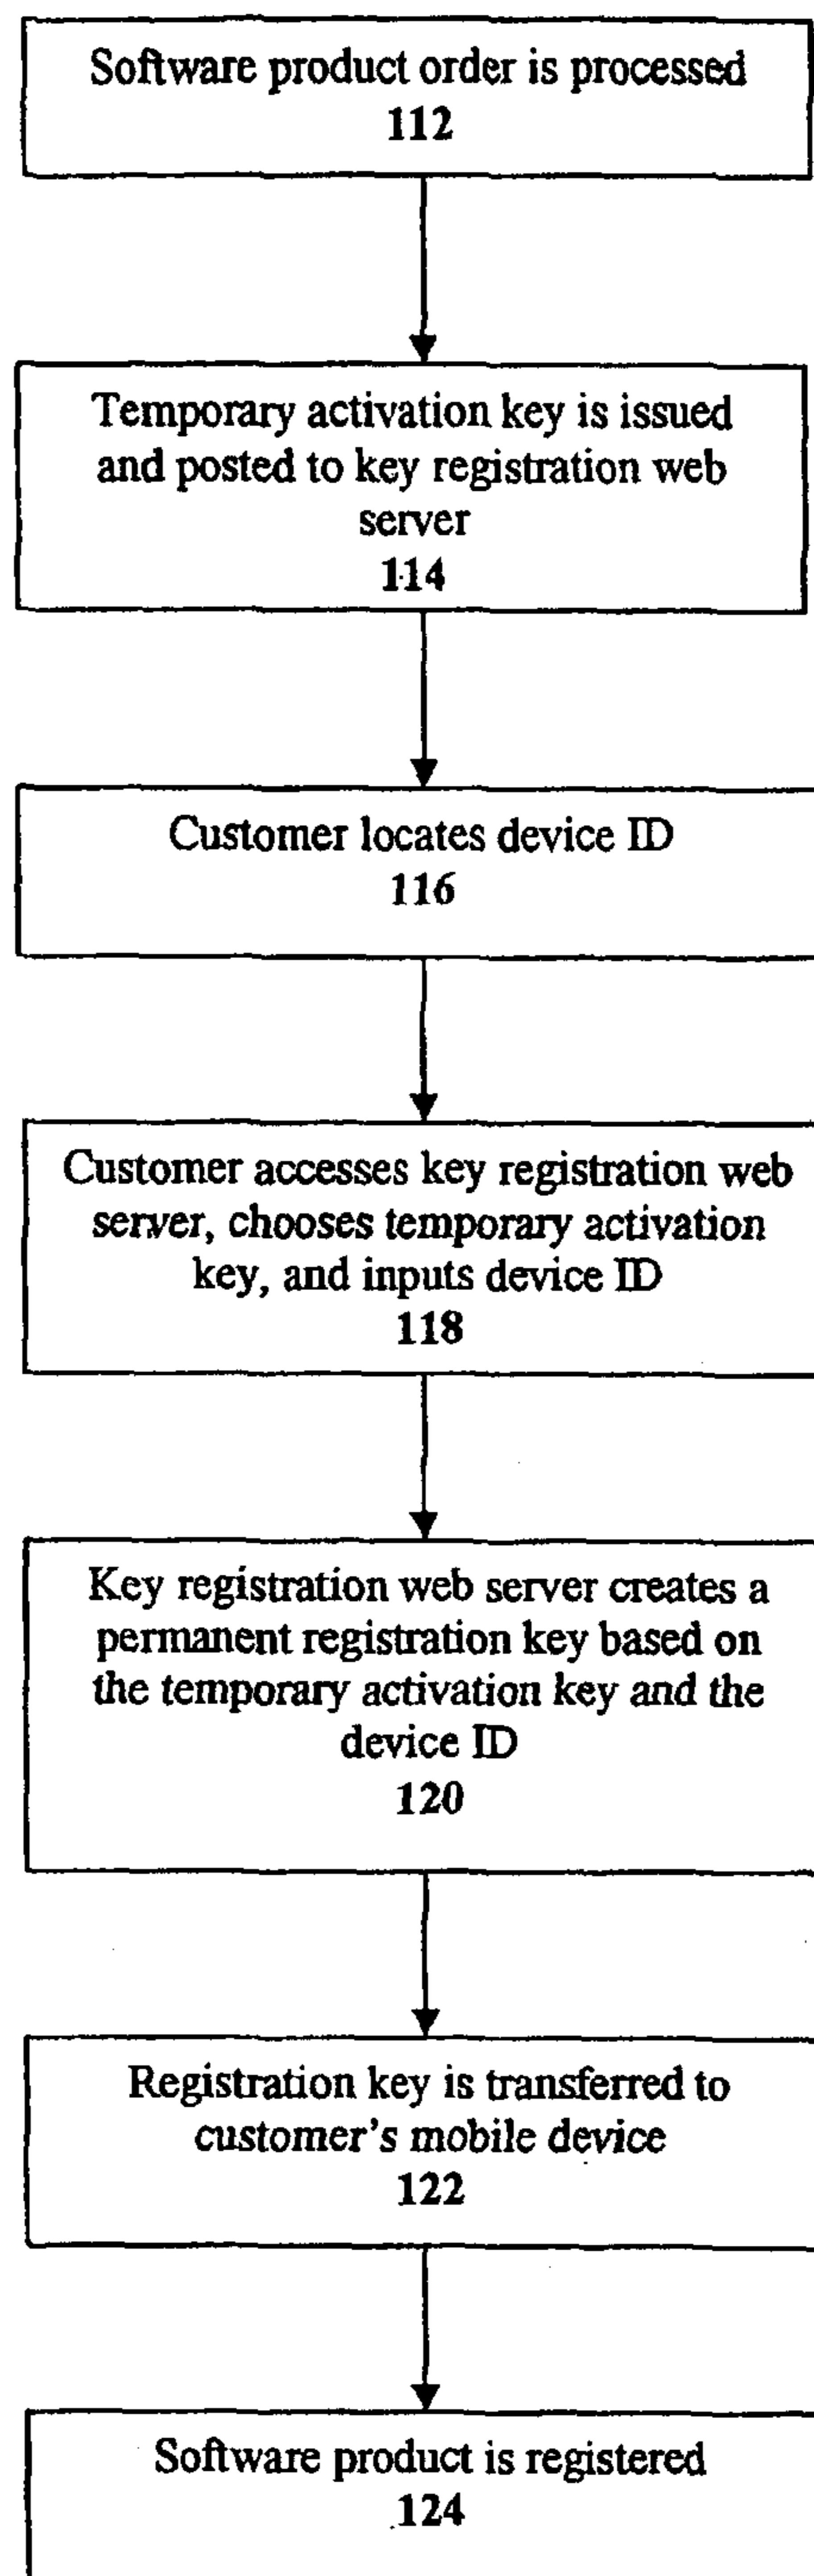 Software product order is processed
112
Temporary activation key is issued
and posted to key registration web
server
114
Customer locates device ID
116
Customer accesses key registration web
server, chooses temporary activation
key, and inputs device ID
118
Key registration web server creates a
permanent registration key based on
the temporary activation key and the
device ID
120
Registration key is transferred to
customer's mobile device
122
Software product is registered
124